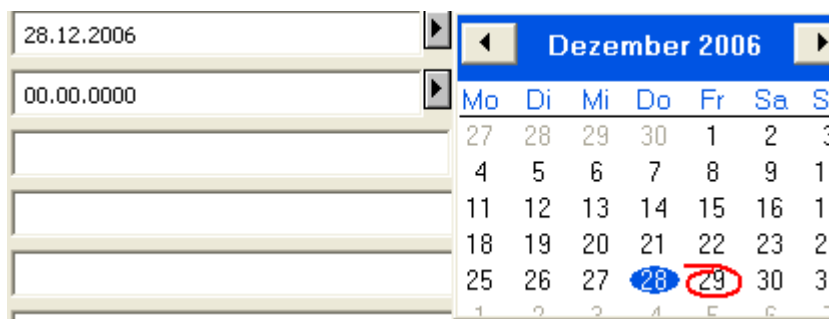 28.12.2006
00.00.0000
Dezember 2006
Mo Di Mi Do Fr Sa
27 28 29 30 1 2
4 5 6 7 8 9
11 12 13 14 15 16
18 19 20 21 22 23
25 26 27 28 29 30